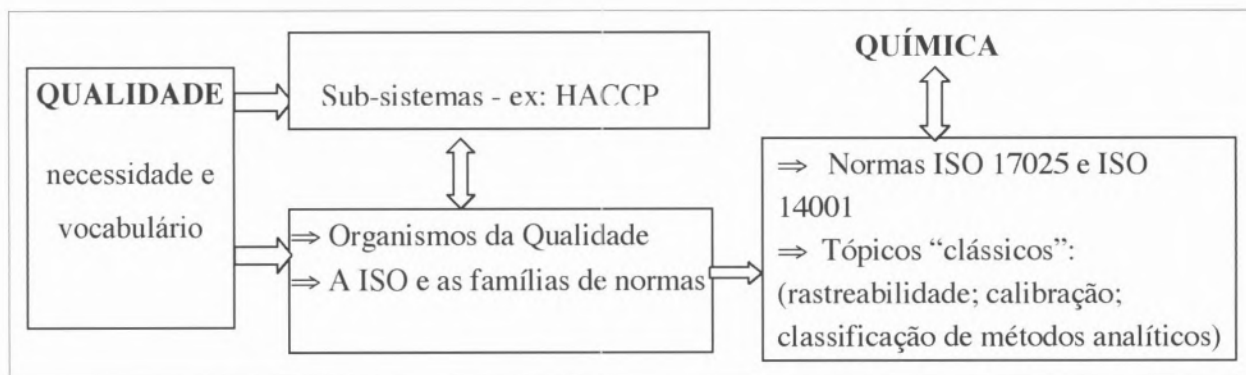 QUALIDADE
necessidade e
vocabulário
Sub-sistemas - ex: HACCP
⇒ Organismos da Qualidade
⇒ A ISO e as famílias de normas
QUÍMICA
⇒ Normas ISO 17025 e ISO
14001
⇒ Tópicos “clássicos”:
(rastreabilidade; calibração;
classificação de métodos analíticos)